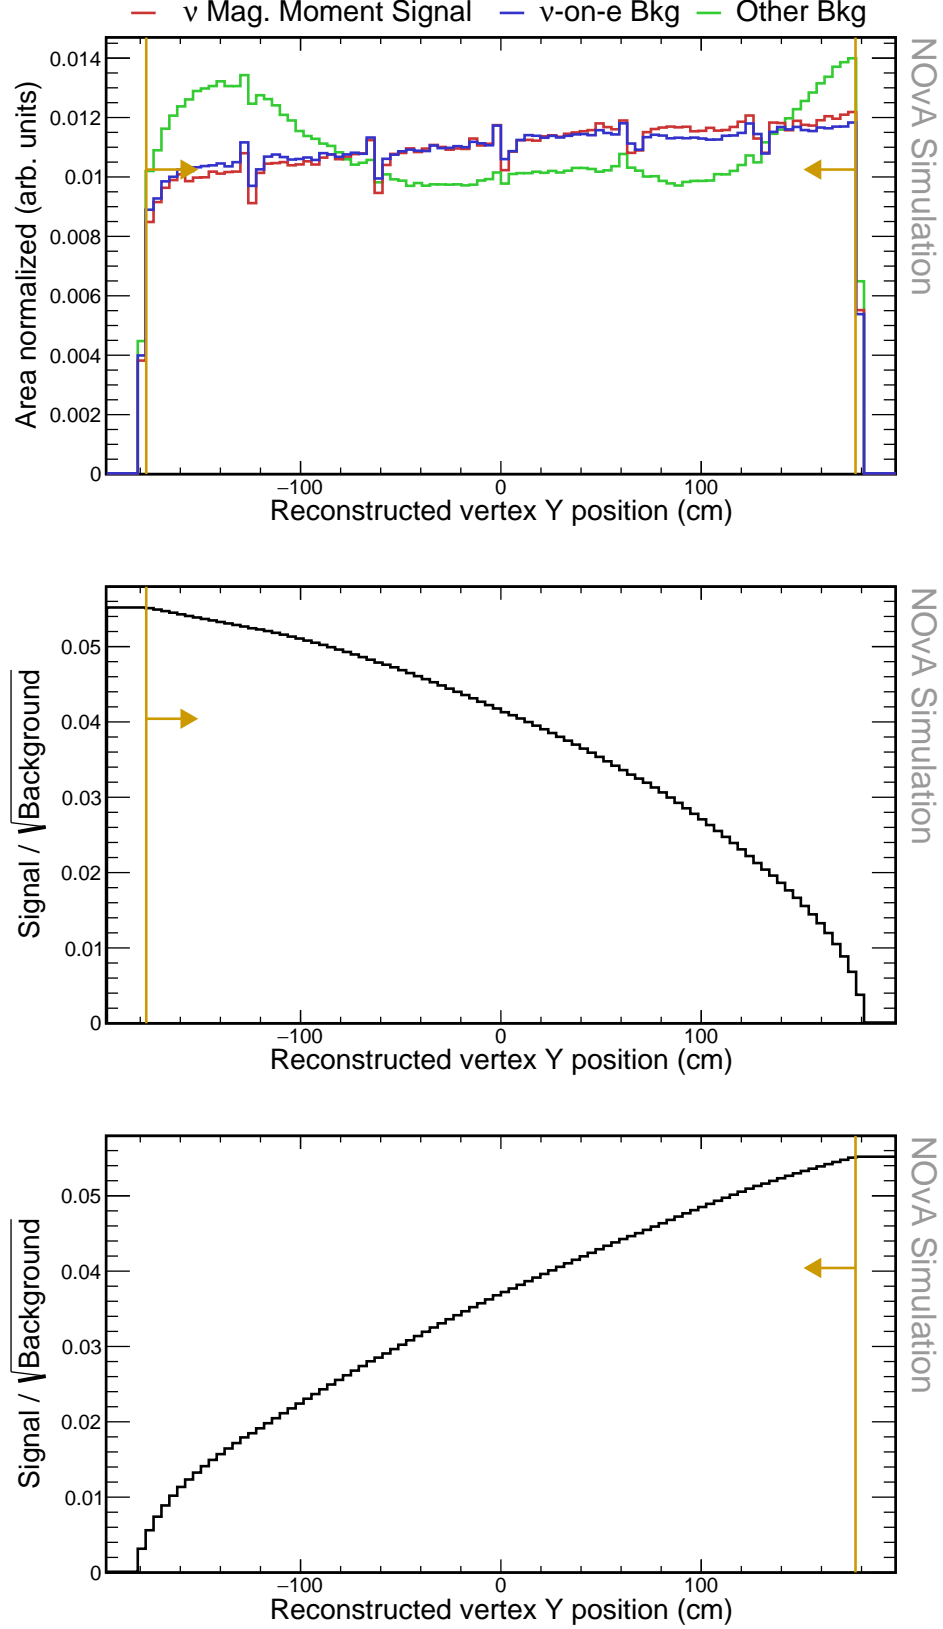 ν Mag. Moment Signal ν-on-e Bkg Other Bkg
NOνA Simulation
Area normalized (arb. units)
0.014
0.012
0.01
0.008
0.006
0.004
0.002
0
−100 0 100
Reconstructed vertex Y position (cm)
NOνA Simulation
Signal / √Background
0.05
0.04
0.03
0.02
0.01
0
−100 0 100
Reconstructed vertex Y position (cm)
NOνA Simulation
Signal / √Background
0.05
0.04
0.03
0.02
0.01
0
−100 0 100
Reconstructed vertex Y position (cm)